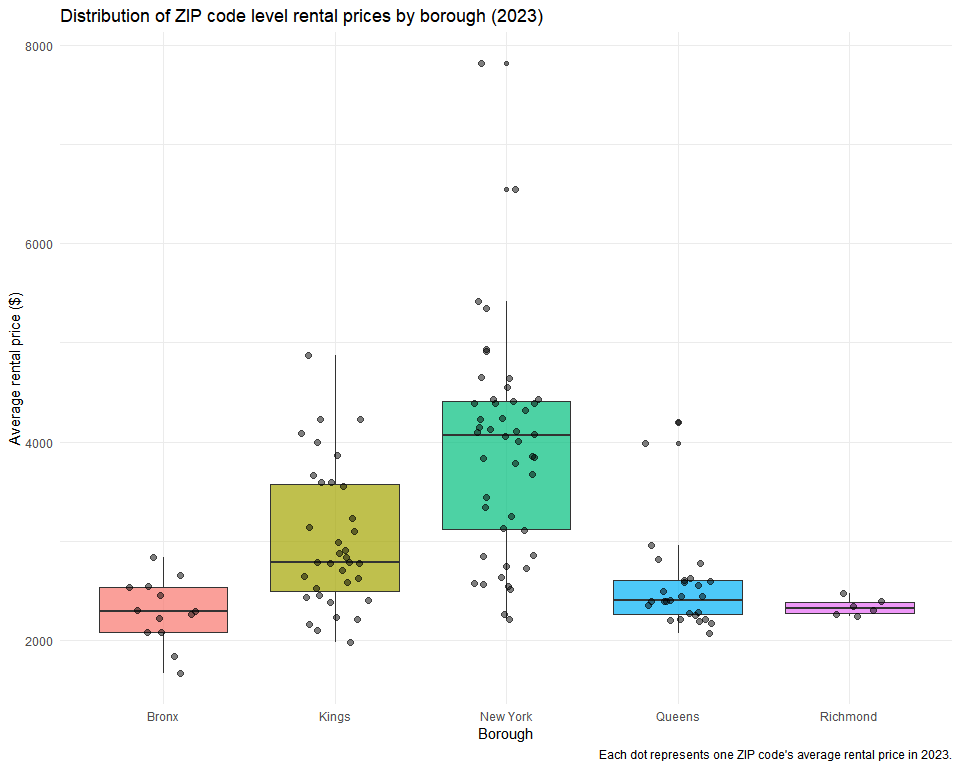 Distribution of ZIP code level rental prices by borough (2023)
8000
6000
4000
2000
Average rental price ($)
Bronx
Kings
New York
Queens
Richmond
Borough
Each dot represents one ZIP code's average rental price in 2023.